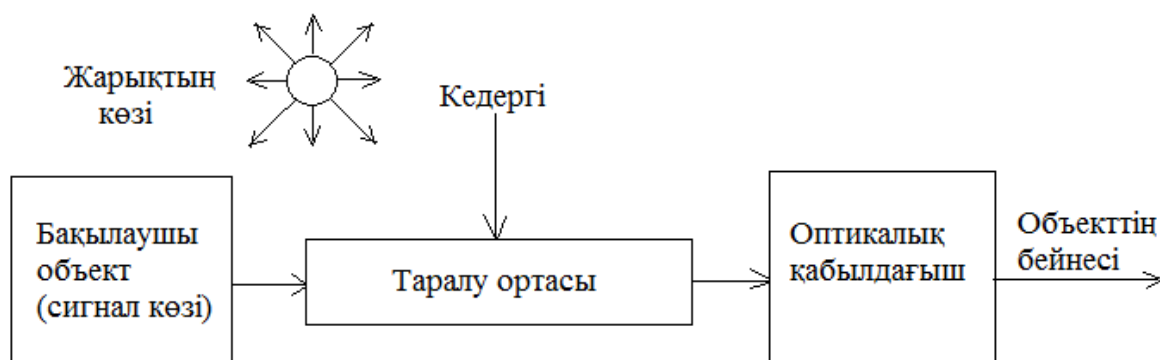 Жарықтың
көзі
Кедергі
Бақылаушы
объект
(сигнал көзі)
Таралу ортасы
Оптикалық
қабылдағыш
Объекттің
бейнесі